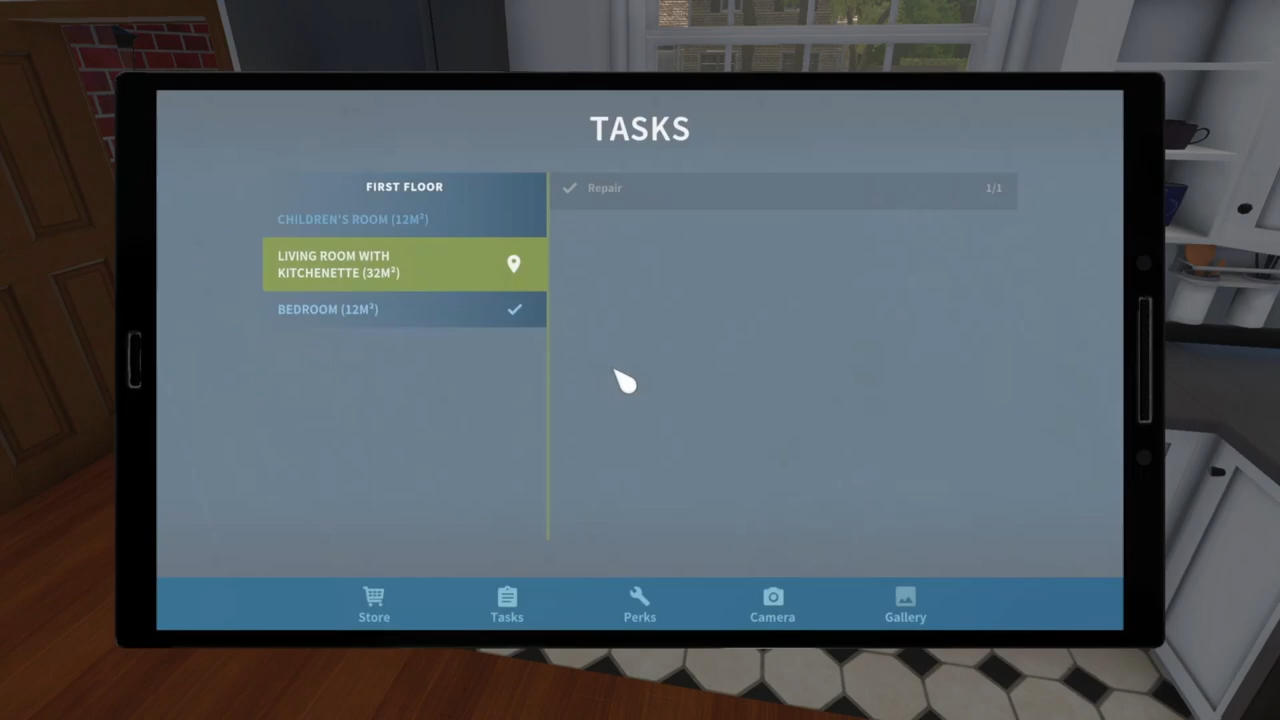 TASKS
FIRST FLOOR
CHILDREN'S ROOM (12M²)
LIVING ROOM WITH
KITCHENETTE (32M²)
BEDROOM (12M²)
Repair 1/1
Store Tasks Perks Camera Gallery